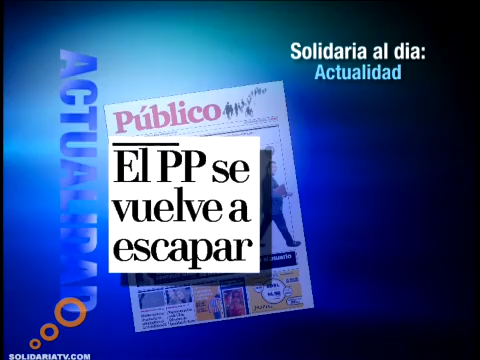 Solidaria al dia:
Actualidad
ACTUALIDAD
Público
El PP se
vuelve a
escapar
SOLIDARIATV.COM